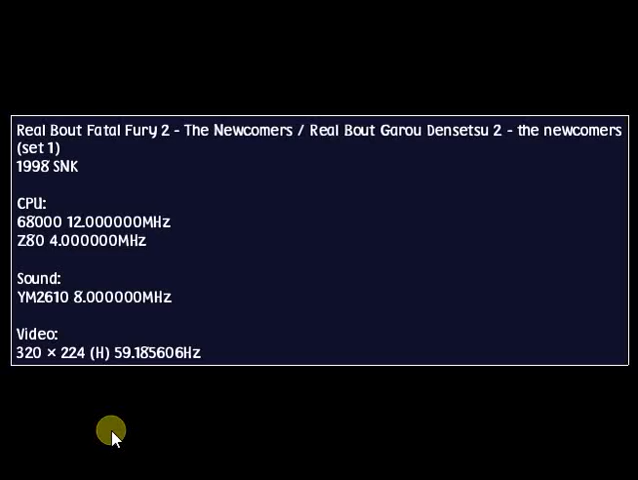 Real Bout Fatal Fury 2 - The Newcomers / Real Bout Garou Densetsu 2 - the newcomers
(set 1)
1998 SNK
CPU:
68000 12.000000MHz
Z80 4.000000MHz
Sound:
YM2610 8.000000MHz
Video:
320 × 224 (H) 59.185606Hz